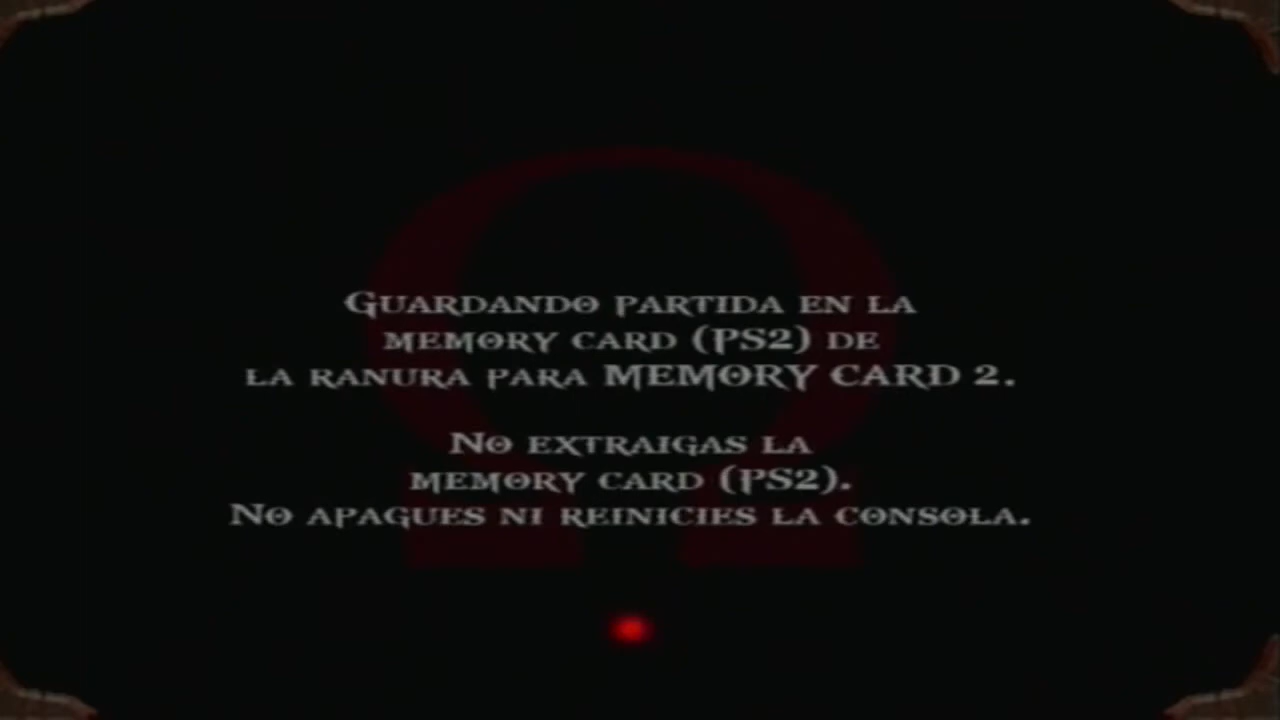 Guardando partida en la
memory card (PS2) de
la ranura para MEMORY CARD 2.
No extraigas la
memory card (PS2).
No apagues ni reinicies la consola.